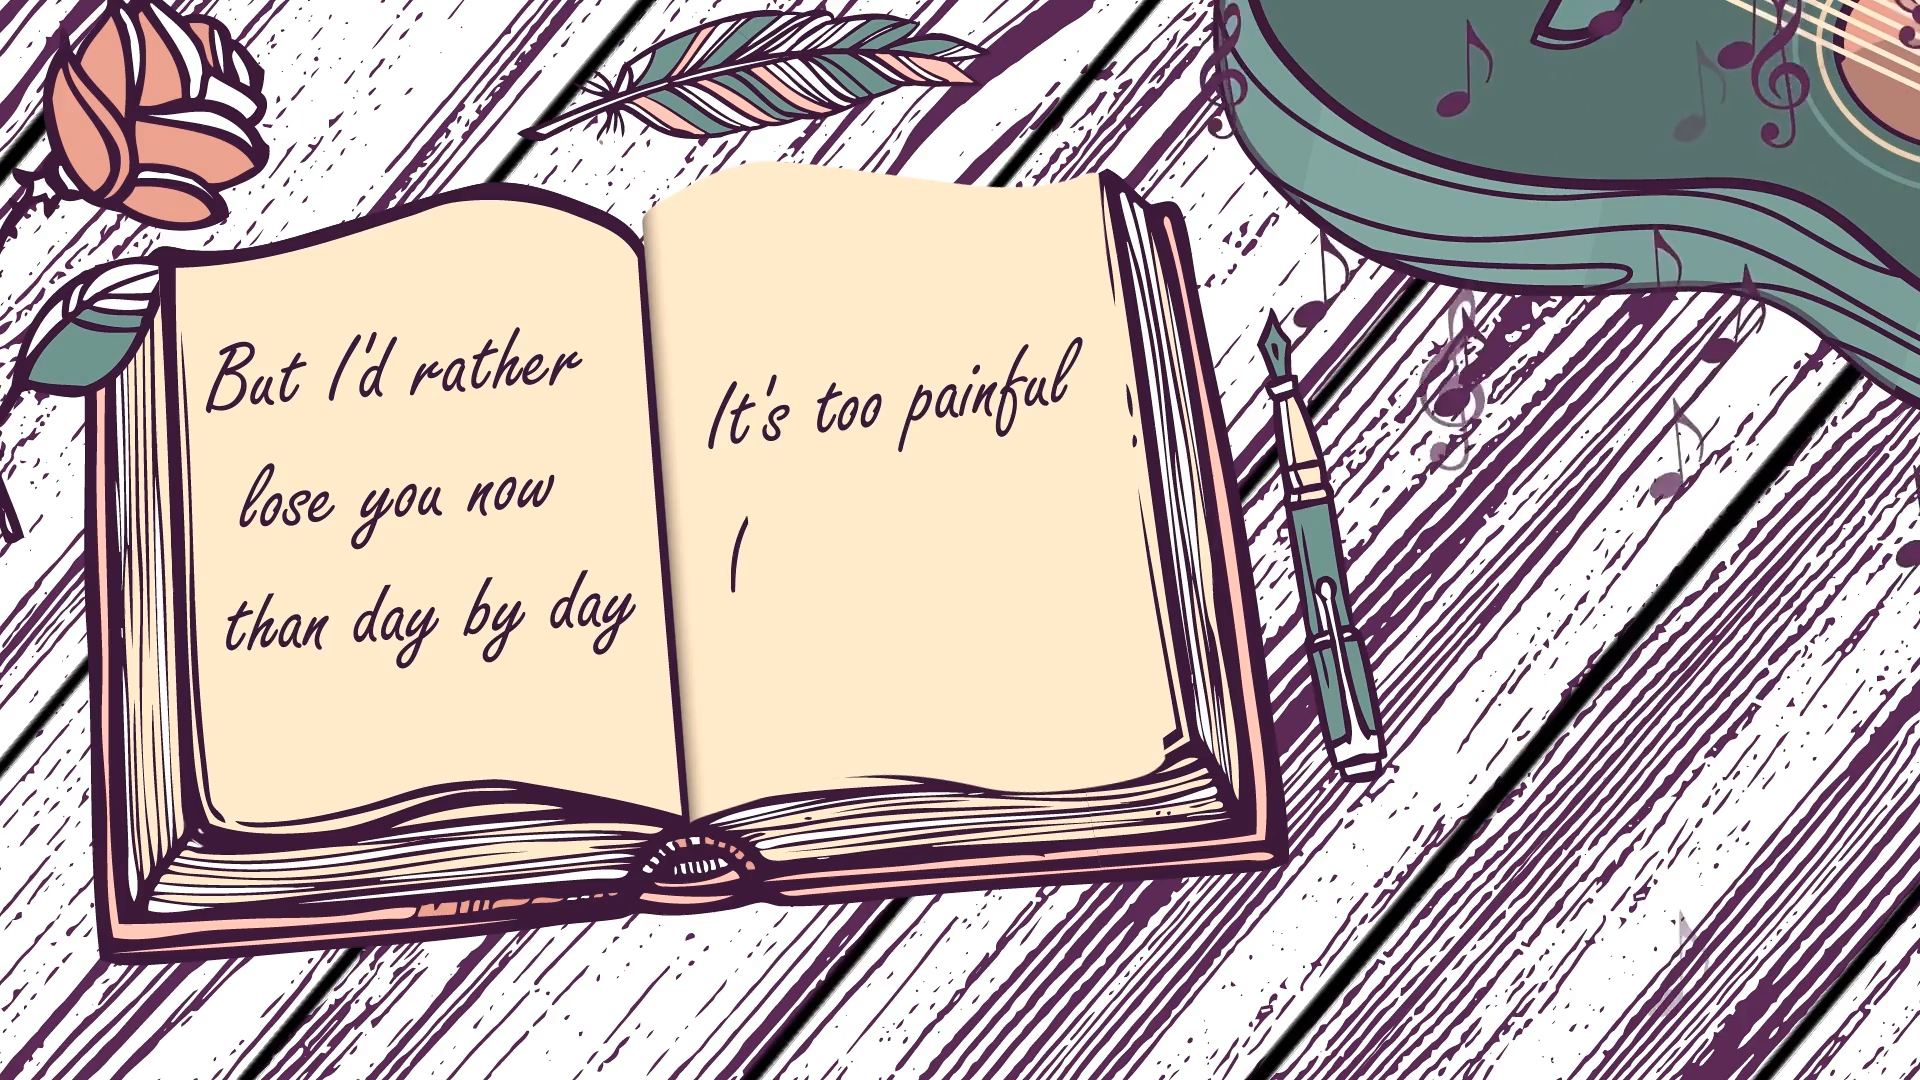 But I'd rather
lose you now
than day by day
It's too painful
I